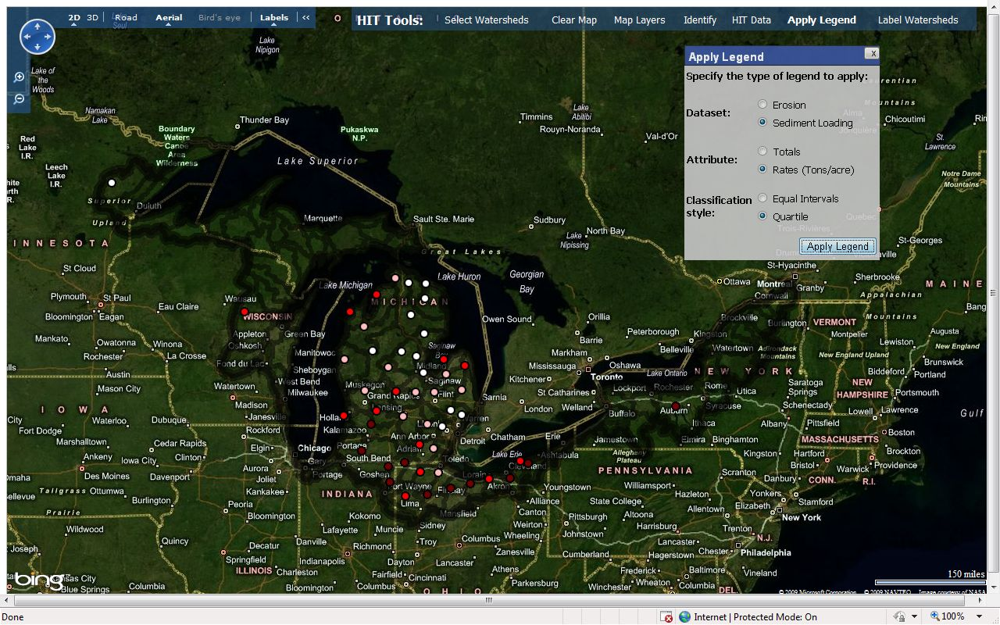 2D 3D Road Aerial Bird's eye Labels <<
HIT Tools: Select Watersheds Clear Map Map Layers Identify HIT Data Apply Legend Label Watersheds
Apply Legend x
Specify the type of legend to apply:
Dataset:
Erosion
Sediment Loading
Attribute:
Totals
Rates (Tons/acre)
Classification style:
Equal Intervals
Quartile
Apply Legend
Lake Nipigon
Lake of the Woods
Namakan Lake
Thunder Bay
Boundary Waters Canoe Area Wilderness
Pukaskwa N.P.
Red Lake I.R.
Leech Lake I.R.
Lake Superior
Lake Abitibi
Timmins
Rouyn-Noranda
Val-d'Or
Chicoutimi
St. Lawrence
Notre Dame Mountains
Superior Upland
Duluth
Marquette
Sault Ste. Marie
Sudbury
North Bay
Lake Nipissing
Great Lakes
MINNESOTA
St Cloud
Plymouth
St Paul
Bloomington
Eagan
Eau Claire
Wausau
WISCONSIN
Lake Michigan
MICHIGAN
Lake Huron
Georgian Bay
Owen Sound
Orillia
Barrie
Peterborough
Belleville
Ottawa
Montreal
Cornwall
St-Hyacinthe
Granby
Sherbrooke
St-Georges
MAINE
Appalachian Mountains
Mankato
Owatonna
Rochester
Winona
La Crosse
Austin
Mason City
Appleton
Oshkosh
Fond du Lac
Green Bay
Manitowoc
Sheboygan
West Bend
Milwaukee
Watertown
Madison
Janesville
Rockford
Saginaw Bay
Midland
Saginaw
Muskegon
Grand Rapids
Flint
Lansing
Kalamazoo
Ann Arbor
Warren
Detroit
Sarnia
London
Chatham
Markham
Mississauga
Kitchener
Toronto
Oshawa
St Catharines
Welland
Lake Ontario
Lockport
Rochester
Buffalo
Brockville
Kingston
Watertown
Burlington
VERMONT
Montpelier
Adirondack Mountains
New England Upland
NEW YORK
Rome
Utica
Syracuse
Auburn
Ithaca
Saratoga Springs
Schenectady
Albany
Lewiston
Augusta
New England
Brunswick
Portland
Biddeford
NEW HAMPSHIRE
Portsmouth
Lowell
Lawrence
Gulf
Pittsfield
Boston
MASSACHUSETTS
Brockton
Providence
Hartford
Bristol
Warwick
CONN.
R.I.
Danbury
IOWA
Fort Dodge
Waterloo
Dubuque
Marshalltown
Ankeny
Des Moines
Cedar Rapids
Iowa City
Clinton
Davenport
Ottumwa
Tallgrass Prairie
Elgin
Chicago
Aurora
Joliet
Gary
Portage
Kankakee
Peoria
Bloomington
Portage
South Bend
Goshen
Adrian
Toledo
Lake Erie
Erie
Ashtabula
Cleveland
Lorain
Akron
Fort Wayne
Findlay
Lima
Mansfield
INDIANA
Kokomo
Lafayette
Muncie
Sidney
Youngstown
Alliance
Canton
Weirton
Wheeling
Jamestown
Allegheny Plateau
Elmira
Binghamton
PENNSYLVANIA
Williamsport
Scranton
Kingston
Hazleton
State College
Altoona
Pittsburgh
Johnstown
Harrisburg
Allentown
Yonkers
Stamford
Elizabeth
New York
Trenton
N.J.
Philadelphia
Vineland
Lancaster
Chester
Hagerstown
Cumberland
Frederick
Baltimore
Wheaton
Columbia
Winchester
DEL.
Wildwood
Quincy
Decatur
Springfield
ILLINOIS
Charleston
Danville
Indianapolis
Bloomington
Richmond
Troy
Dayton
Fairfield
Columbus
Cincinnati
Columbus
Lancaster
Zanesville
Athens
Parkersburg
OHIO
St Joseph
Kansas City
Blue Springs
Columbia
bing
150 miles
© 2009 Microsoft Corporation © 2009 NAVTEQ Image courtesy of NASA
Done
Internet | Protected Mode: On
100%